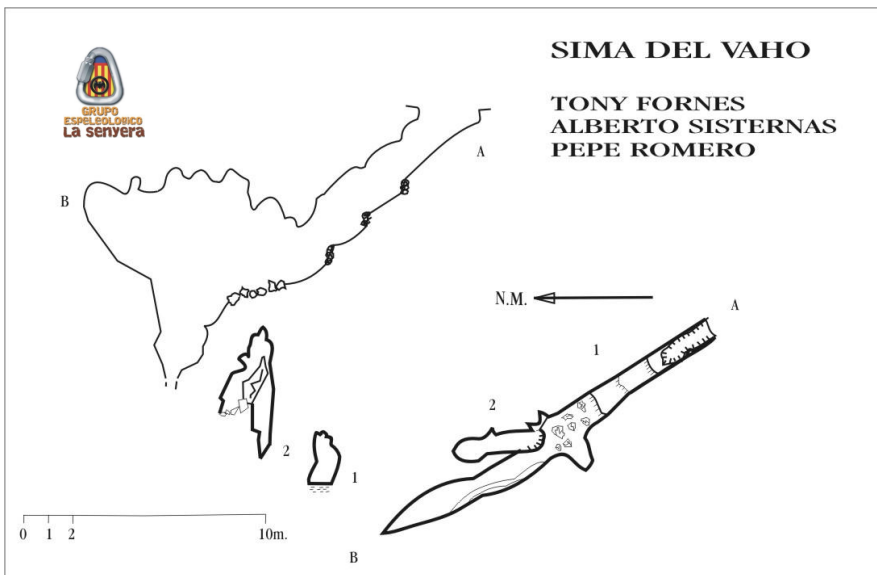 SIMA DEL VAHO
TONY FORNES
ALBERTO SISTERNAS
PEPE ROMERO
GRUPO
ESPELEOLOGICO
La senyera
A
B
N.M.
A
1
2
2
1
B
0 1 2 10m.